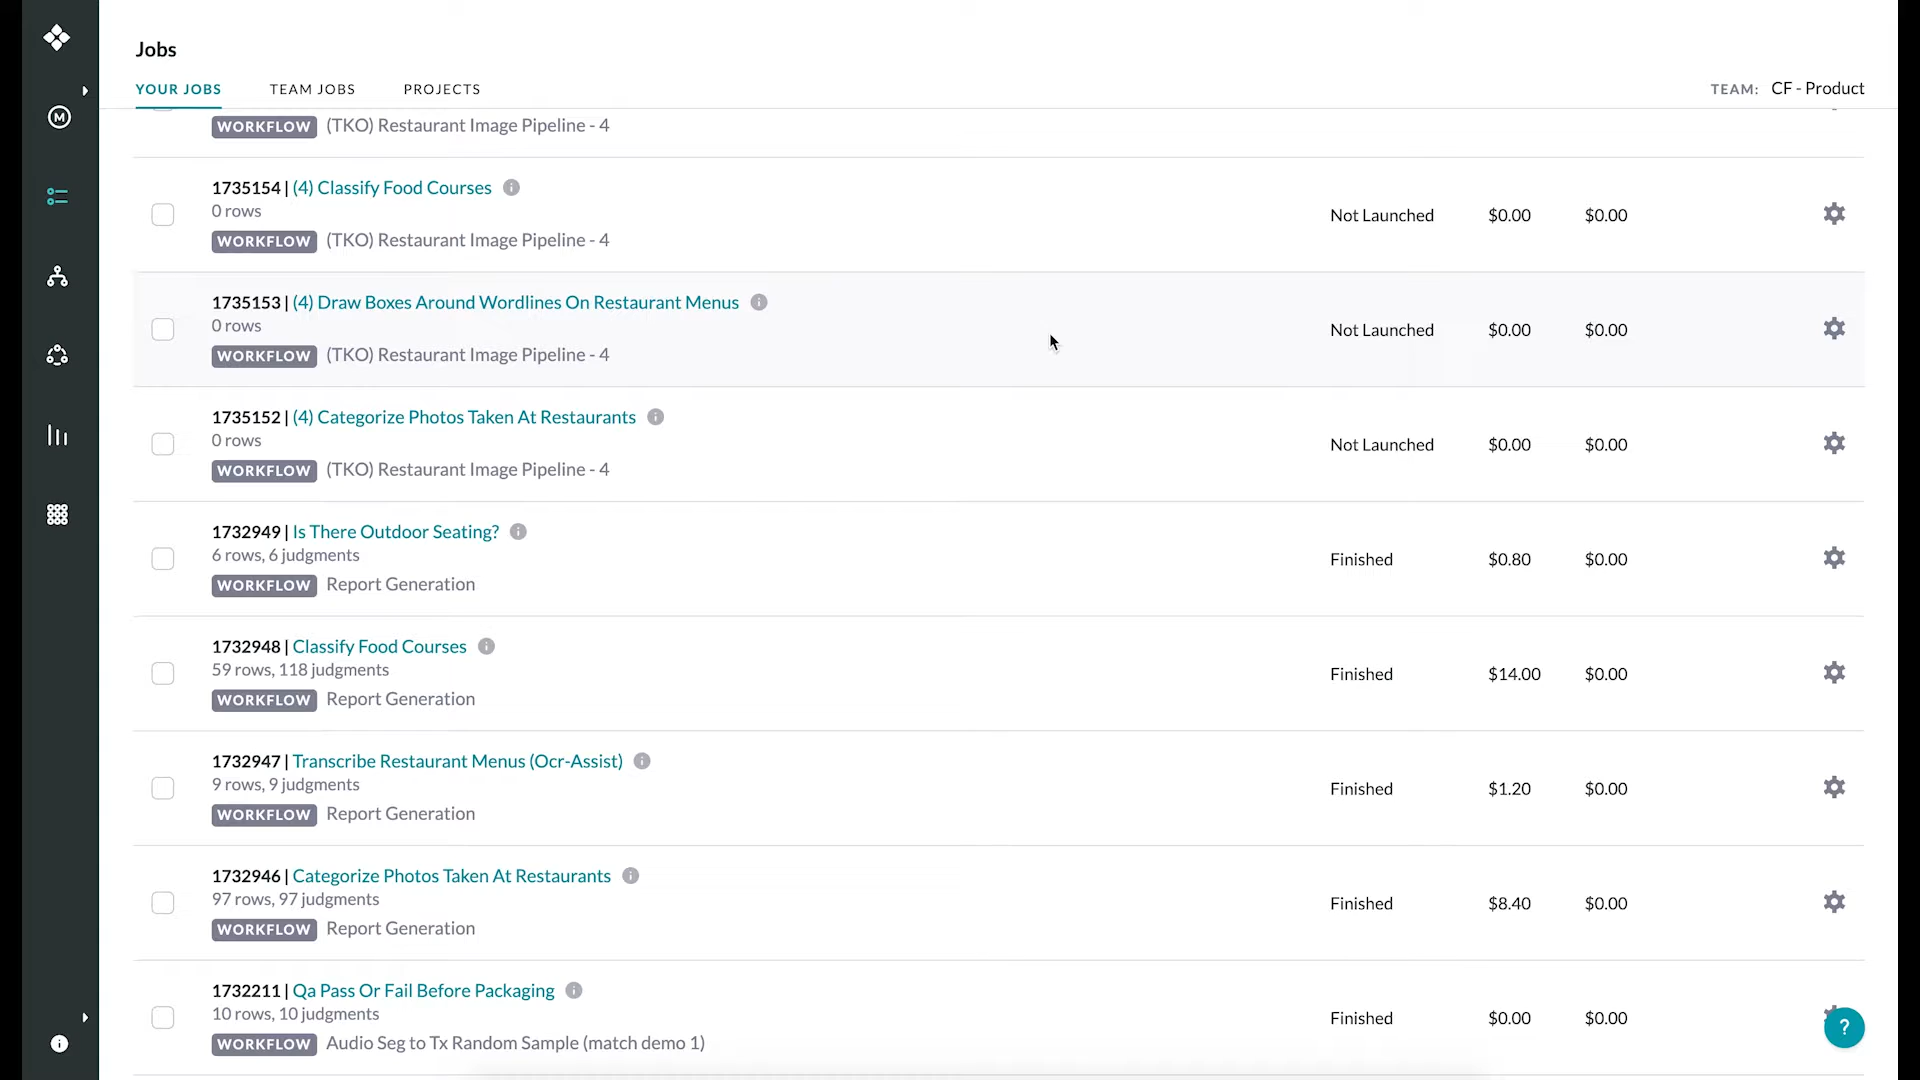 Jobs
YOUR JOBS TEAM JOBS PROJECTS
TEAM: CF - Product
M
WORKFLOW (TKO) Restaurant Image Pipeline - 4
1735154 | (4) Classify Food Courses i
0 rows
WORKFLOW (TKO) Restaurant Image Pipeline - 4
Not Launched $0.00 $0.00
1735153 | (4) Draw Boxes Around Wordlines On Restaurant Menus i
0 rows
WORKFLOW (TKO) Restaurant Image Pipeline - 4
Not Launched $0.00 $0.00
1735152 | (4) Categorize Photos Taken At Restaurants i
0 rows
WORKFLOW (TKO) Restaurant Image Pipeline - 4
Not Launched $0.00 $0.00
1732949 | Is There Outdoor Seating? i
6 rows, 6 judgments
WORKFLOW Report Generation
Finished $0.80 $0.00
1732948 | Classify Food Courses i
59 rows, 118 judgments
WORKFLOW Report Generation
Finished $14.00 $0.00
1732947 | Transcribe Restaurant Menus (Ocr-Assist) i
9 rows, 9 judgments
WORKFLOW Report Generation
Finished $1.20 $0.00
1732946 | Categorize Photos Taken At Restaurants i
97 rows, 97 judgments
WORKFLOW Report Generation
Finished $8.40 $0.00
1732211 | Qa Pass Or Fail Before Packaging i
10 rows, 10 judgments
WORKFLOW Audio Seg to Tx Random Sample (match demo 1)
Finished $0.00 $0.00
?
i